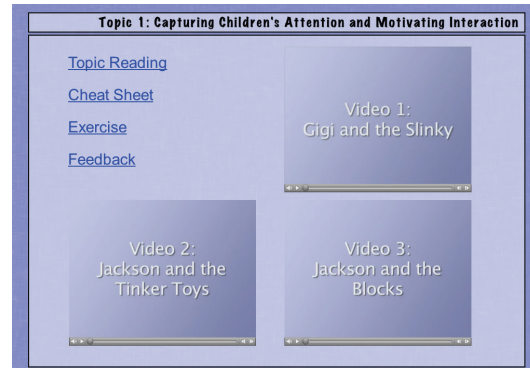 Topic 1: Capturing Children's Attention and Motivating Interaction
Topic Reading
Cheat Sheet
Exercise
Feedback
Video 1:
Gigi and the Slinky
Video 2:
Jackson and the
Tinker Toys
Video 3:
Jackson and the
Blocks